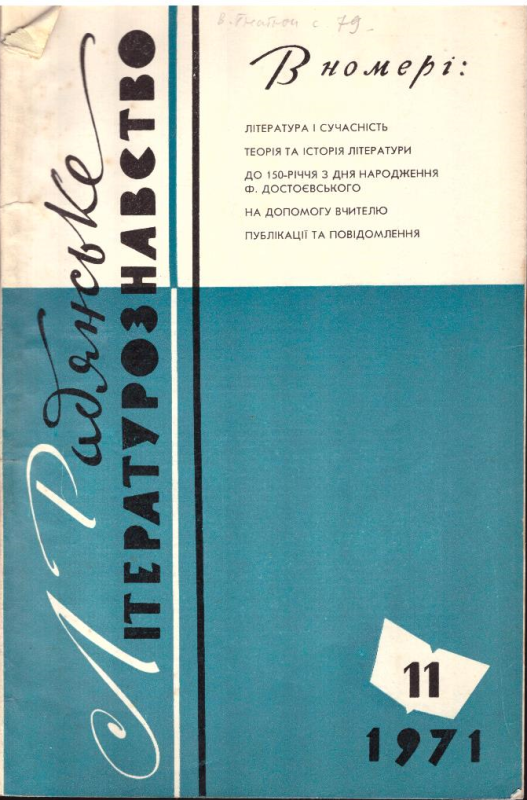 с 79
В номері:
ЛІТЕРАТУРА І СУЧАСНІСТЬ
ТЕОРІЯ ТА ІСТОРІЯ ЛІТЕРАТУРИ
ДО 150-РІЧЧЯ З ДНЯ НАРОДЖЕННЯ
Ф. ДОСТОЄВСЬКОГО
НА ДОПОМОГУ ВЧИТЕЛЮ
ПУБЛІКАЦІЇ ТА ПОВІДОМЛЕННЯ
Радянське
ЛІТЕРАТУРОЗНАВСТВО
11
1971